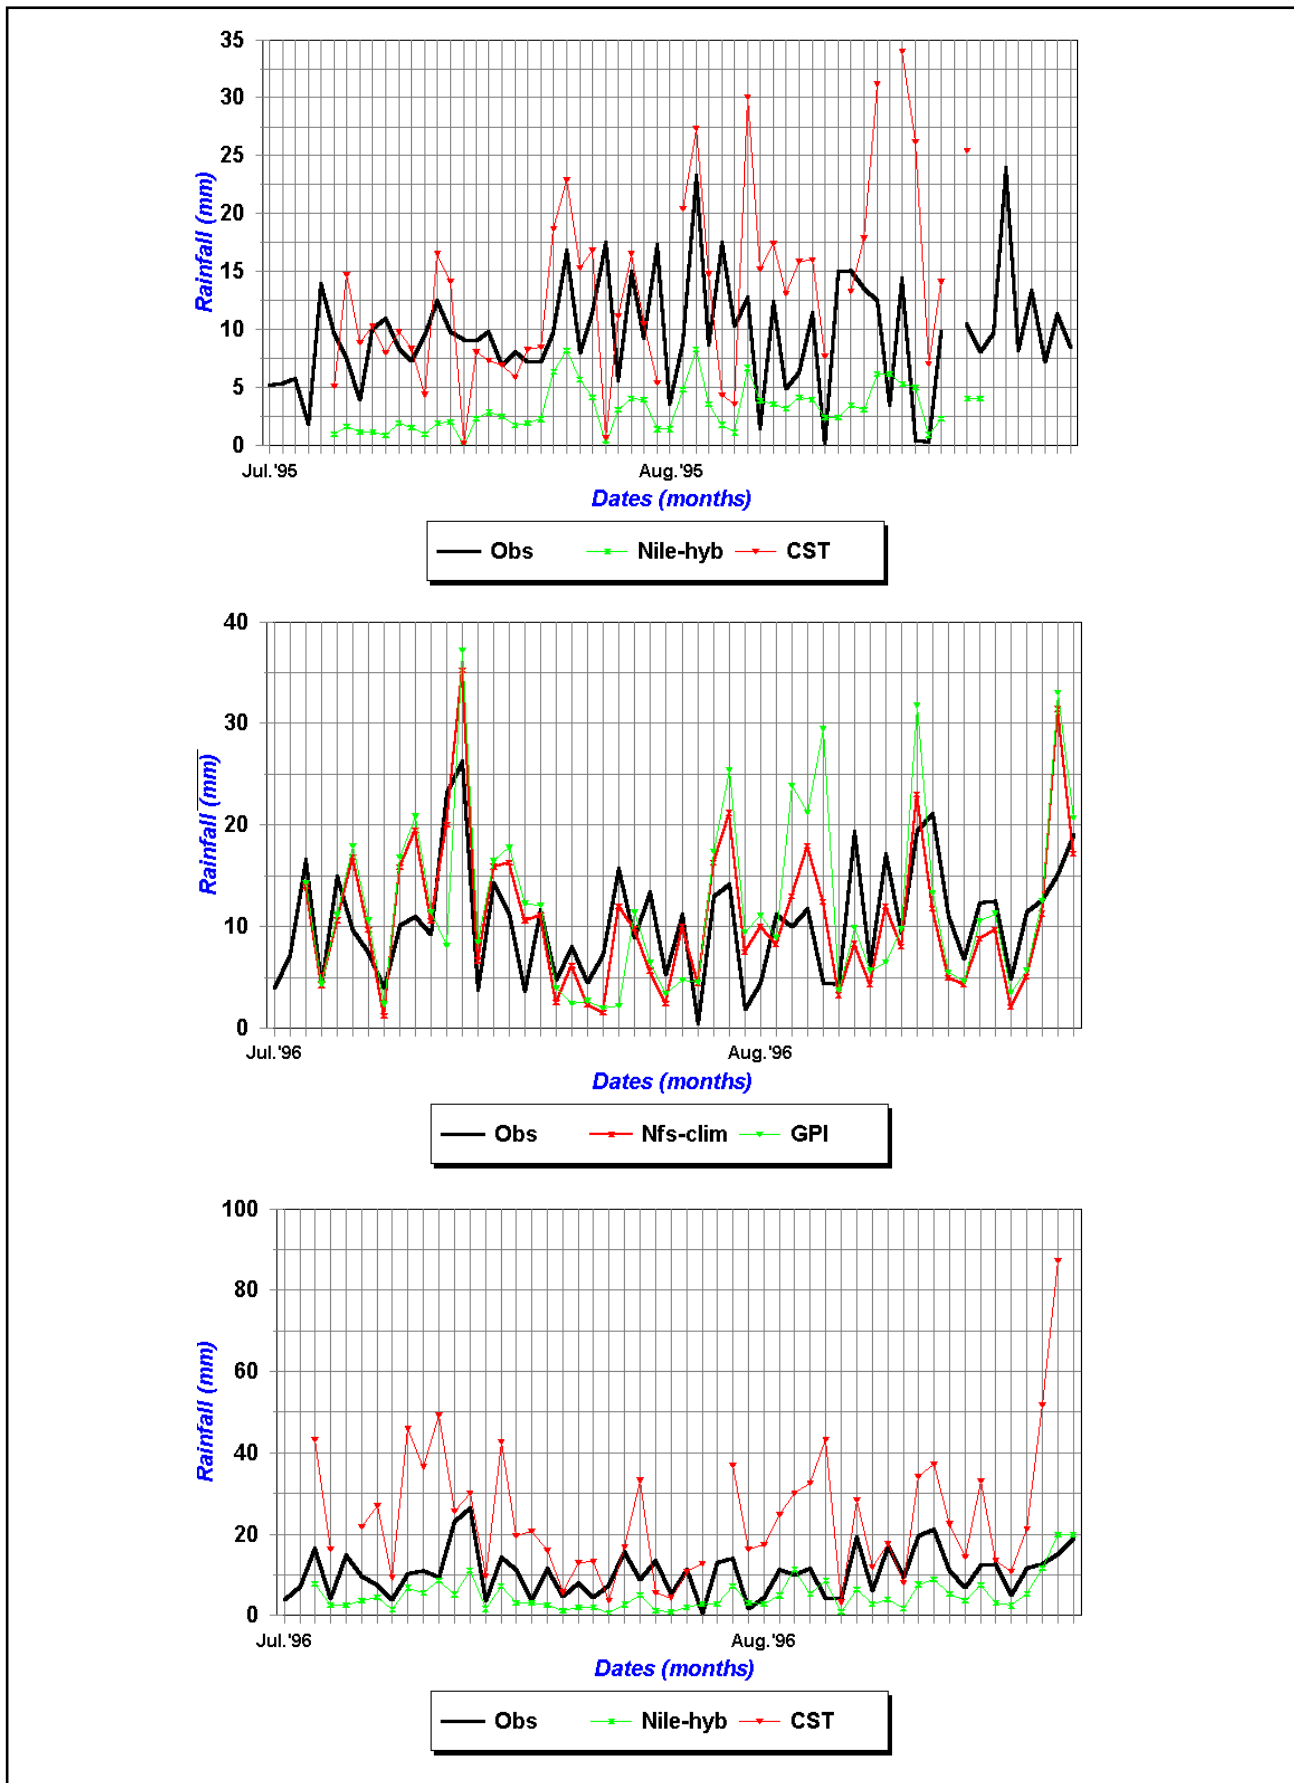 35
30
25
20
15
10
5
0
Rainfall (mm)
Jul.'95 Aug.'95
Dates (months)
Obs Nile-hyb CST
40
30
20
10
0
Rainfall (mm)
Jul.'96 Aug.'96
Dates (months)
Obs Nfs-clim GPI
100
80
60
40
20
0
Rainfall (mm)
Jul.'96 Aug.'96
Dates (months)
Obs Nile-hyb CST